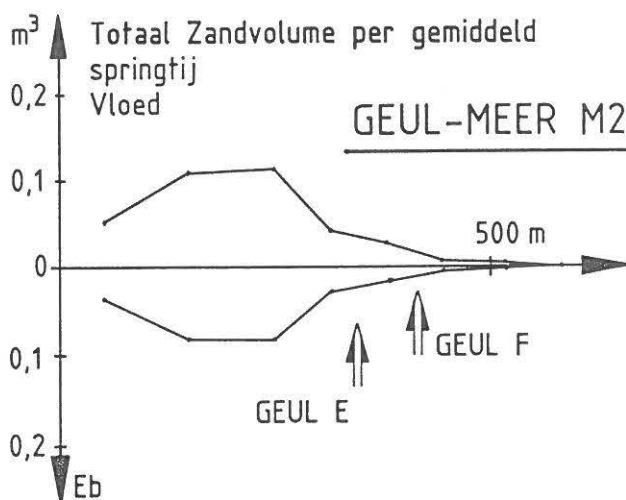 m³
Totaal Zandvolume per gemiddeld
springtij
Vloed
0,2
GEUL-MEER M2
0,1
500 m
0
GEUL F
0,1
GEUL E
0,2
Eb